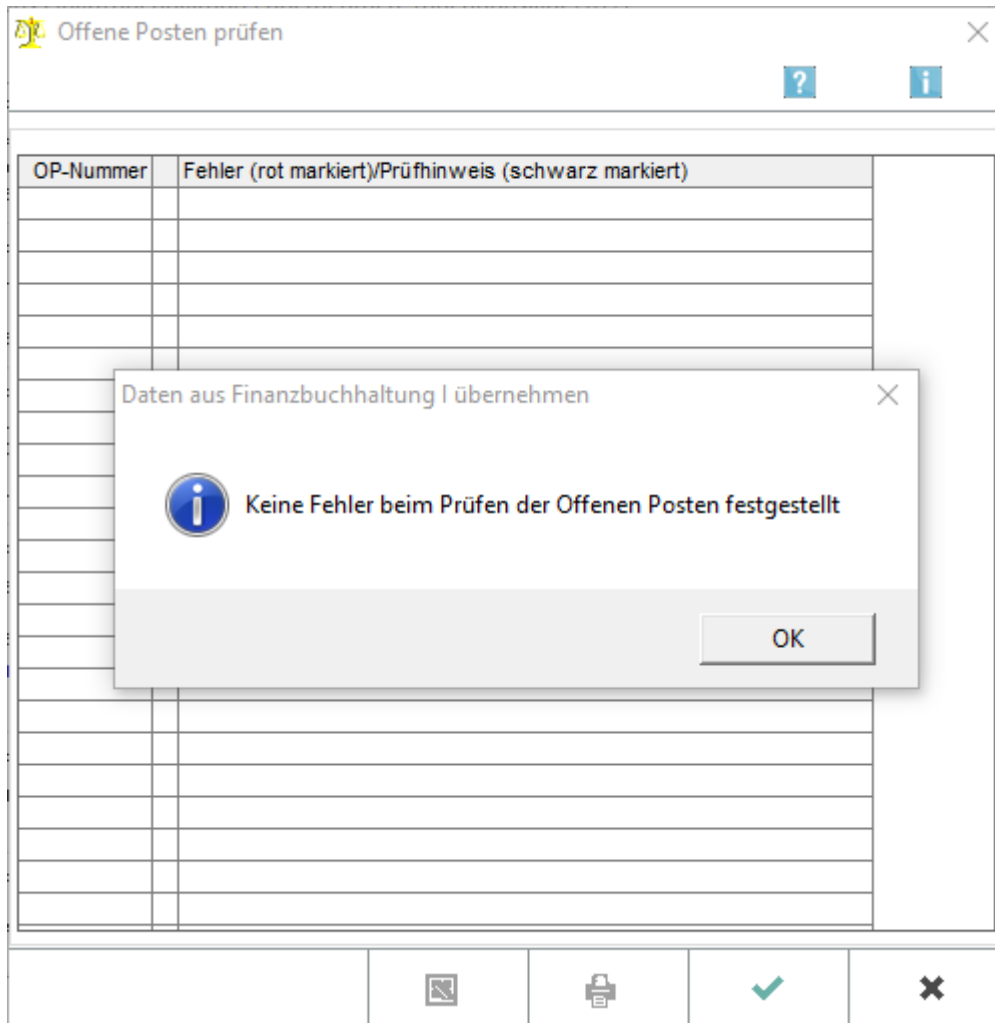 Offene Posten prüfen
?
i
OP-Nummer Fehler (rot markiert)/Prüfhinweis (schwarz markiert)
Daten aus Finanzbuchhaltung I übernehmen
i
Keine Fehler beim Prüfen der Offenen Posten festgestellt
OK